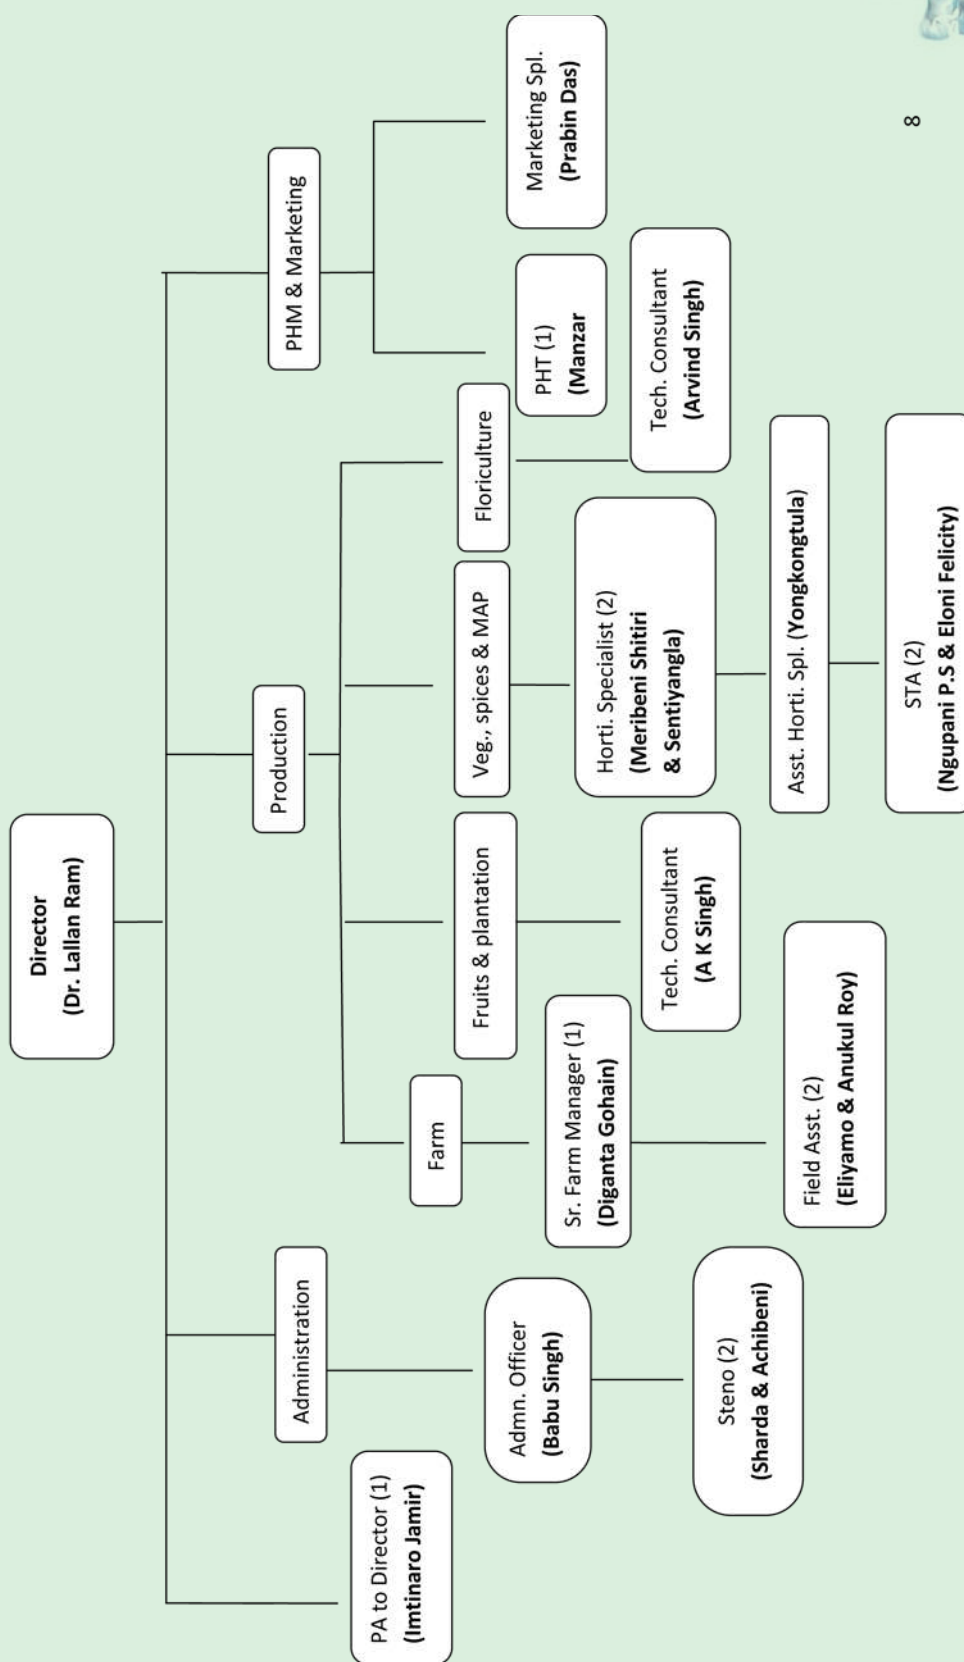 Director
(Dr. Lallan Ram)
PA to Director (1)
(Imtinaro Jamir)
Administration
Admn. Officer
(Babu Singh)
Steno (2)
(Sharda & Achibeni)
Production
Farm
Sr. Farm Manager (1)
(Diganta Gohain)
Field Asst. (2)
(Eliyamo & Anukul Roy)
Fruits & plantation
Tech. Consultant
(A K Singh)
Veg., spices & MAP
Horti. Specialist (2)
(Meribeni Shitiri
& Sentiyangla)
Asst. Horti. Spl. (Yongkongtula)
STA (2)
(Ngupani P.S & Eloni Felicity)
Floriculture
Tech. Consultant
(Arvind Singh)
PHM & Marketing
PHT (1)
(Manzar
Marketing Spl.
(Prabin Das)
8